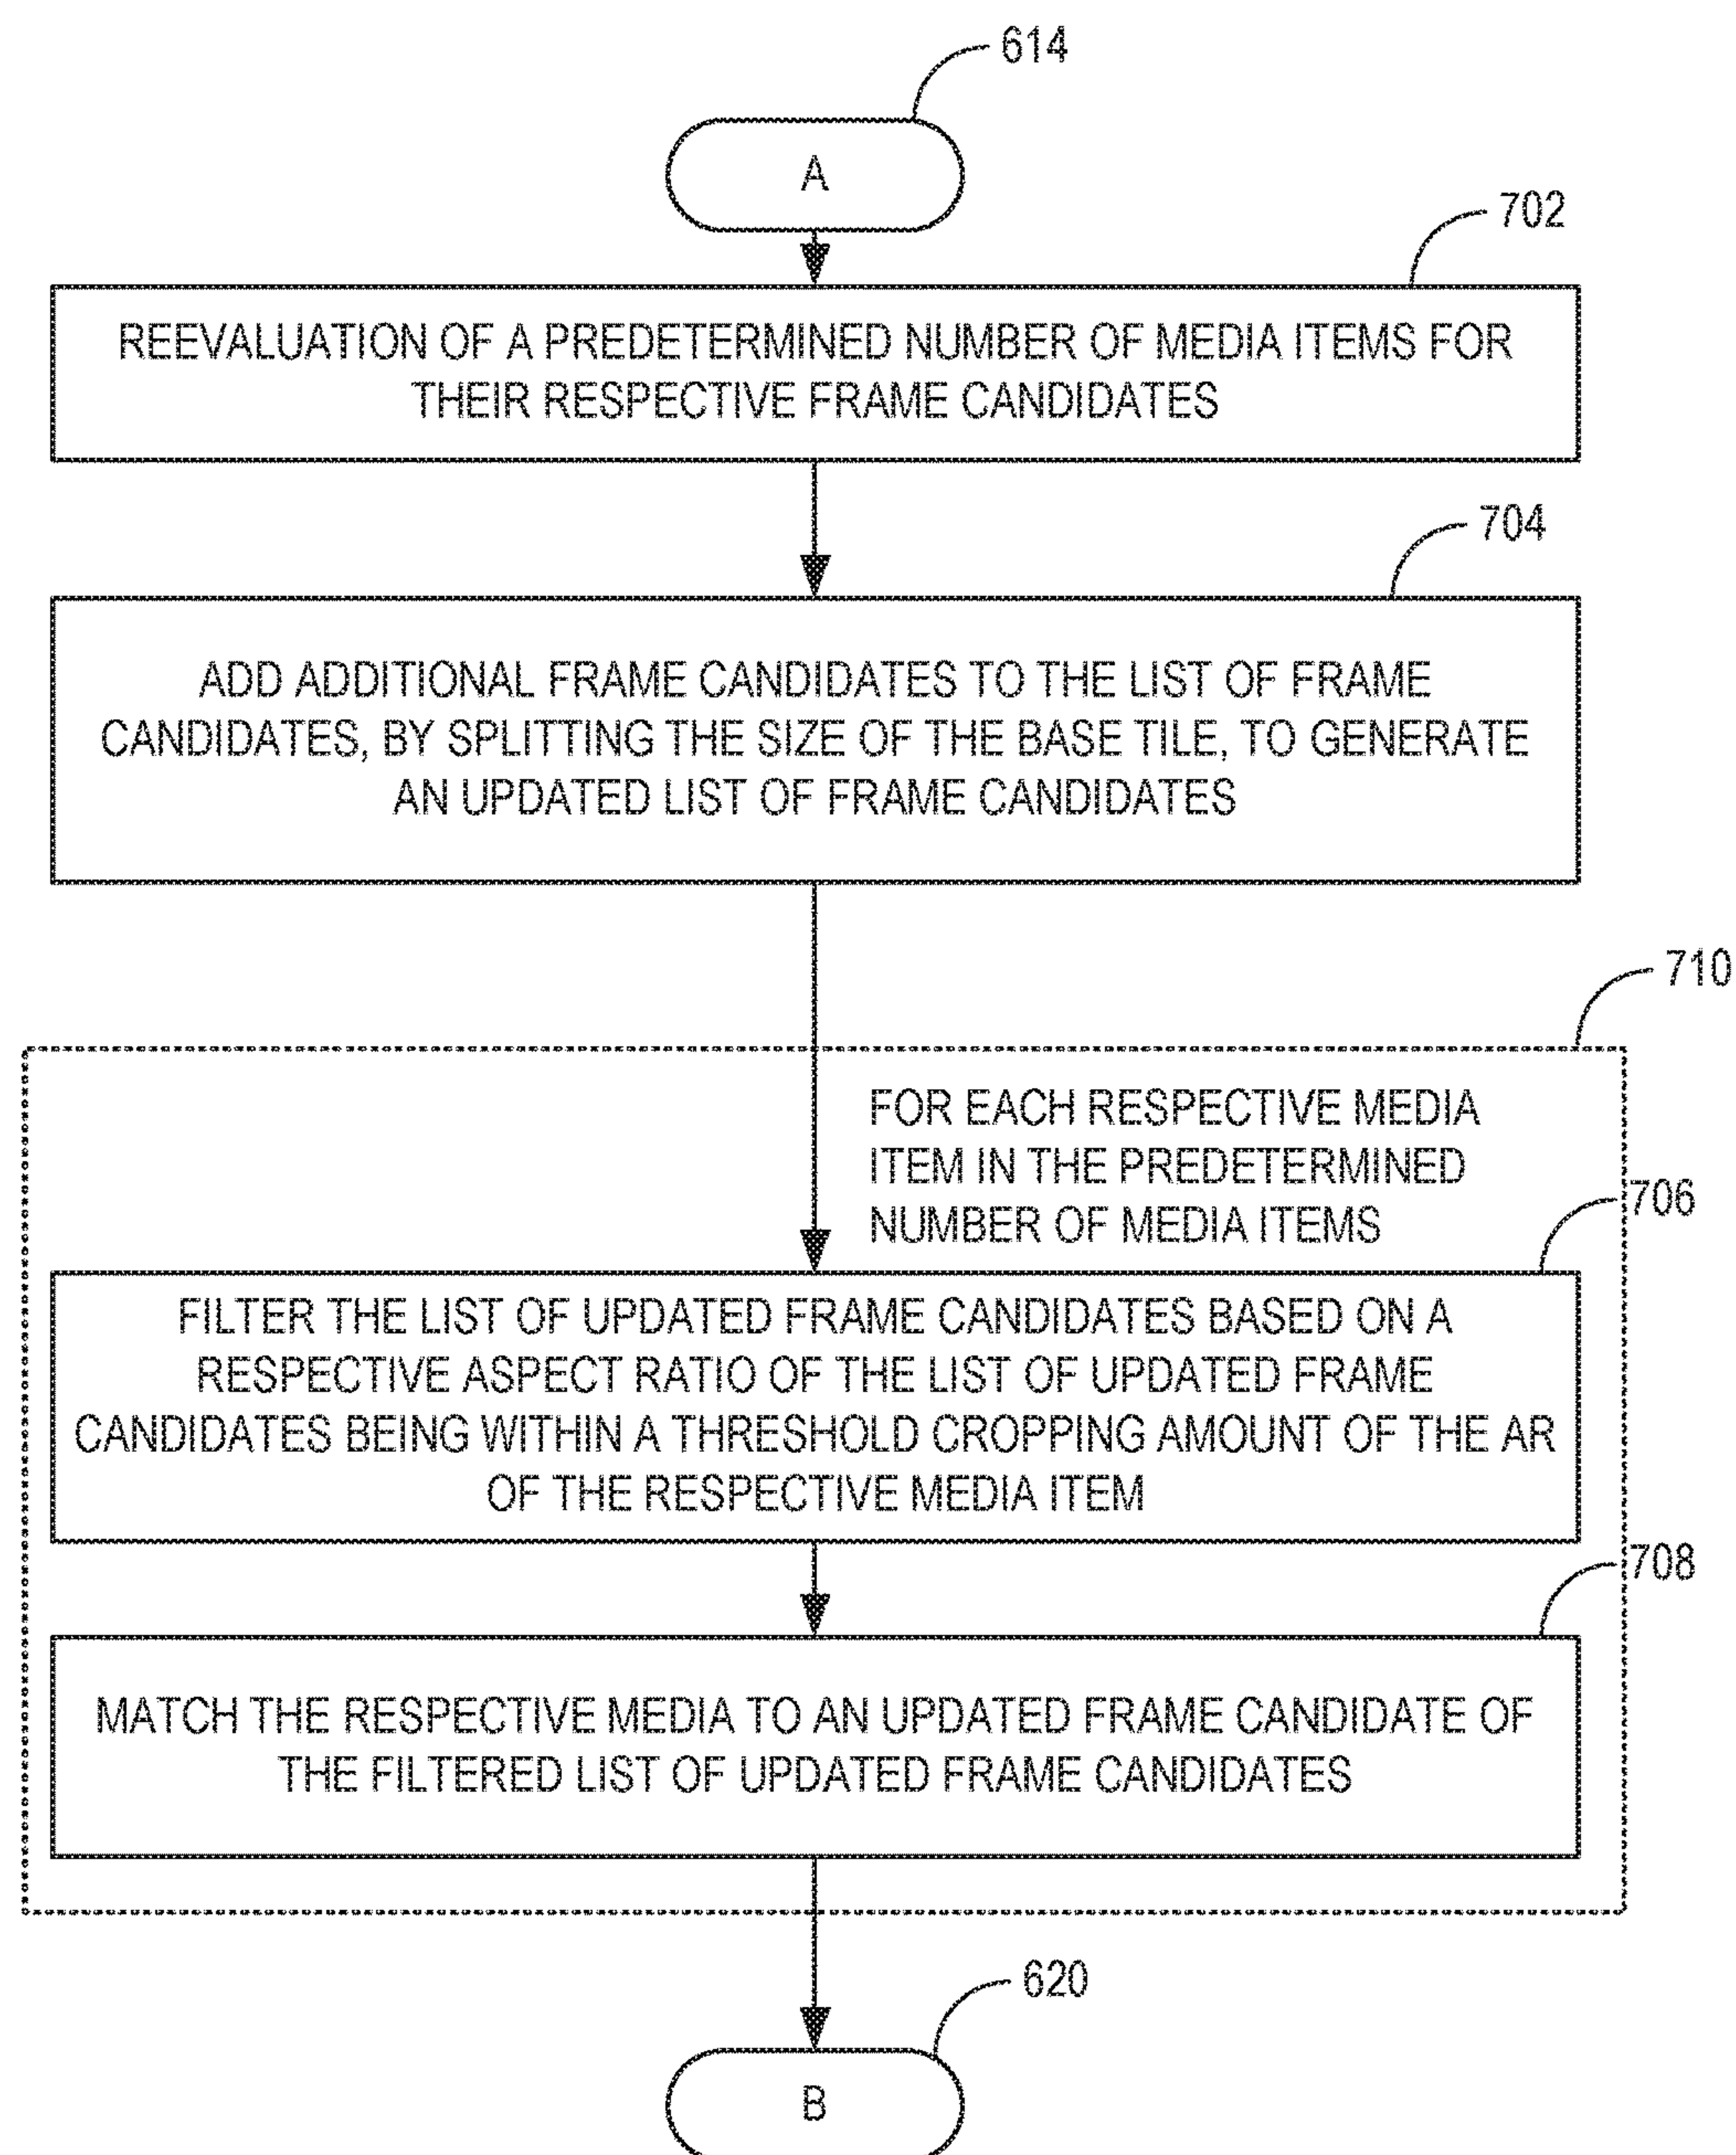 614
A
702
REEVALUATION OF A PREDETERMINED NUMBER OF MEDIA ITEMS FOR
THEIR RESPECTIVE FRAME CANDIDATES
704
ADD ADDITIONAL FRAME CANDIDATES TO THE LIST OF FRAME
CANDIDATES, BY SPLITTING THE SIZE OF THE BASE TILE, TO GENERATE
AN UPDATED LIST OF FRAME CANDIDATES
710
FOR EACH RESPECTIVE MEDIA
ITEM IN THE PREDETERMINED
NUMBER OF MEDIA ITEMS
706
FILTER THE LIST OF UPDATED FRAME CANDIDATES BASED ON A
RESPECTIVE ASPECT RATIO OF THE LIST OF UPDATED FRAME
CANDIDATES BEING WITHIN A THRESHOLD CROPPING AMOUNT OF THE AR
OF THE RESPECTIVE MEDIA ITEM
708
MATCH THE RESPECTIVE MEDIA TO AN UPDATED FRAME CANDIDATE OF
THE FILTERED LIST OF UPDATED FRAME CANDIDATES
620
B